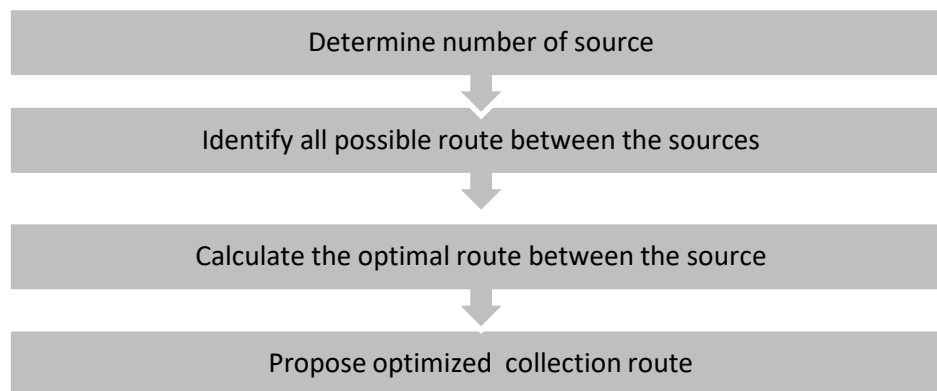 Determine number of source
Identify all possible route between the sources
Calculate the optimal route between the source
Propose optimized collection route